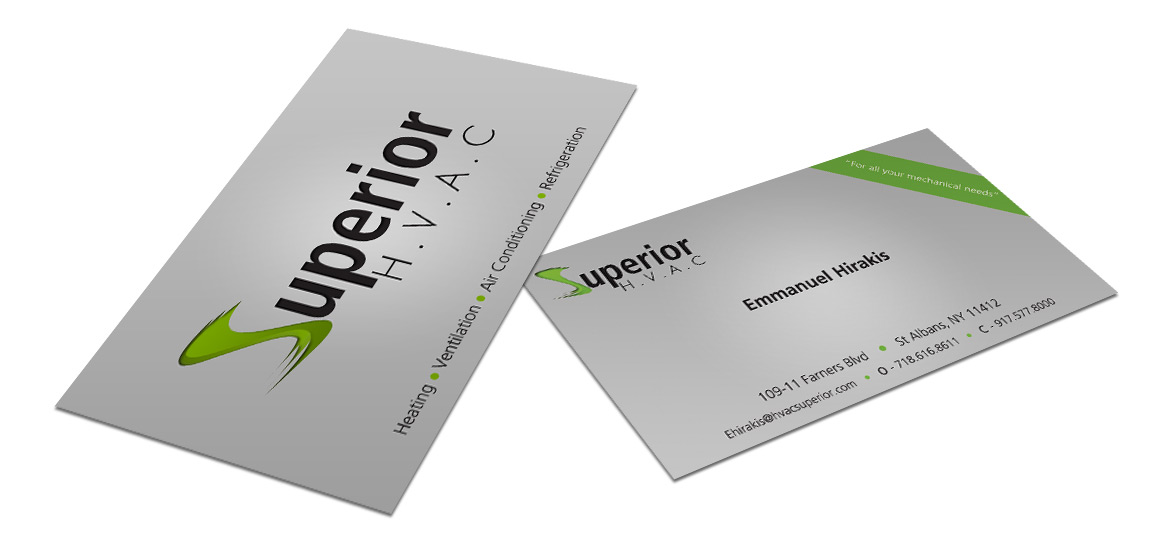 Superior
H.V.A.C
Heating • Ventilation • Air Conditioning • Refrigeration
"For all your mechanical needs"
Superior
H.V.A.C
Emmanuel Hirakis
109-11 Farners Blvd • St Albans, NY 11412
Ehirakis@hvacsuperior.com • O - 718.616.8611 • C - 917.577.8000